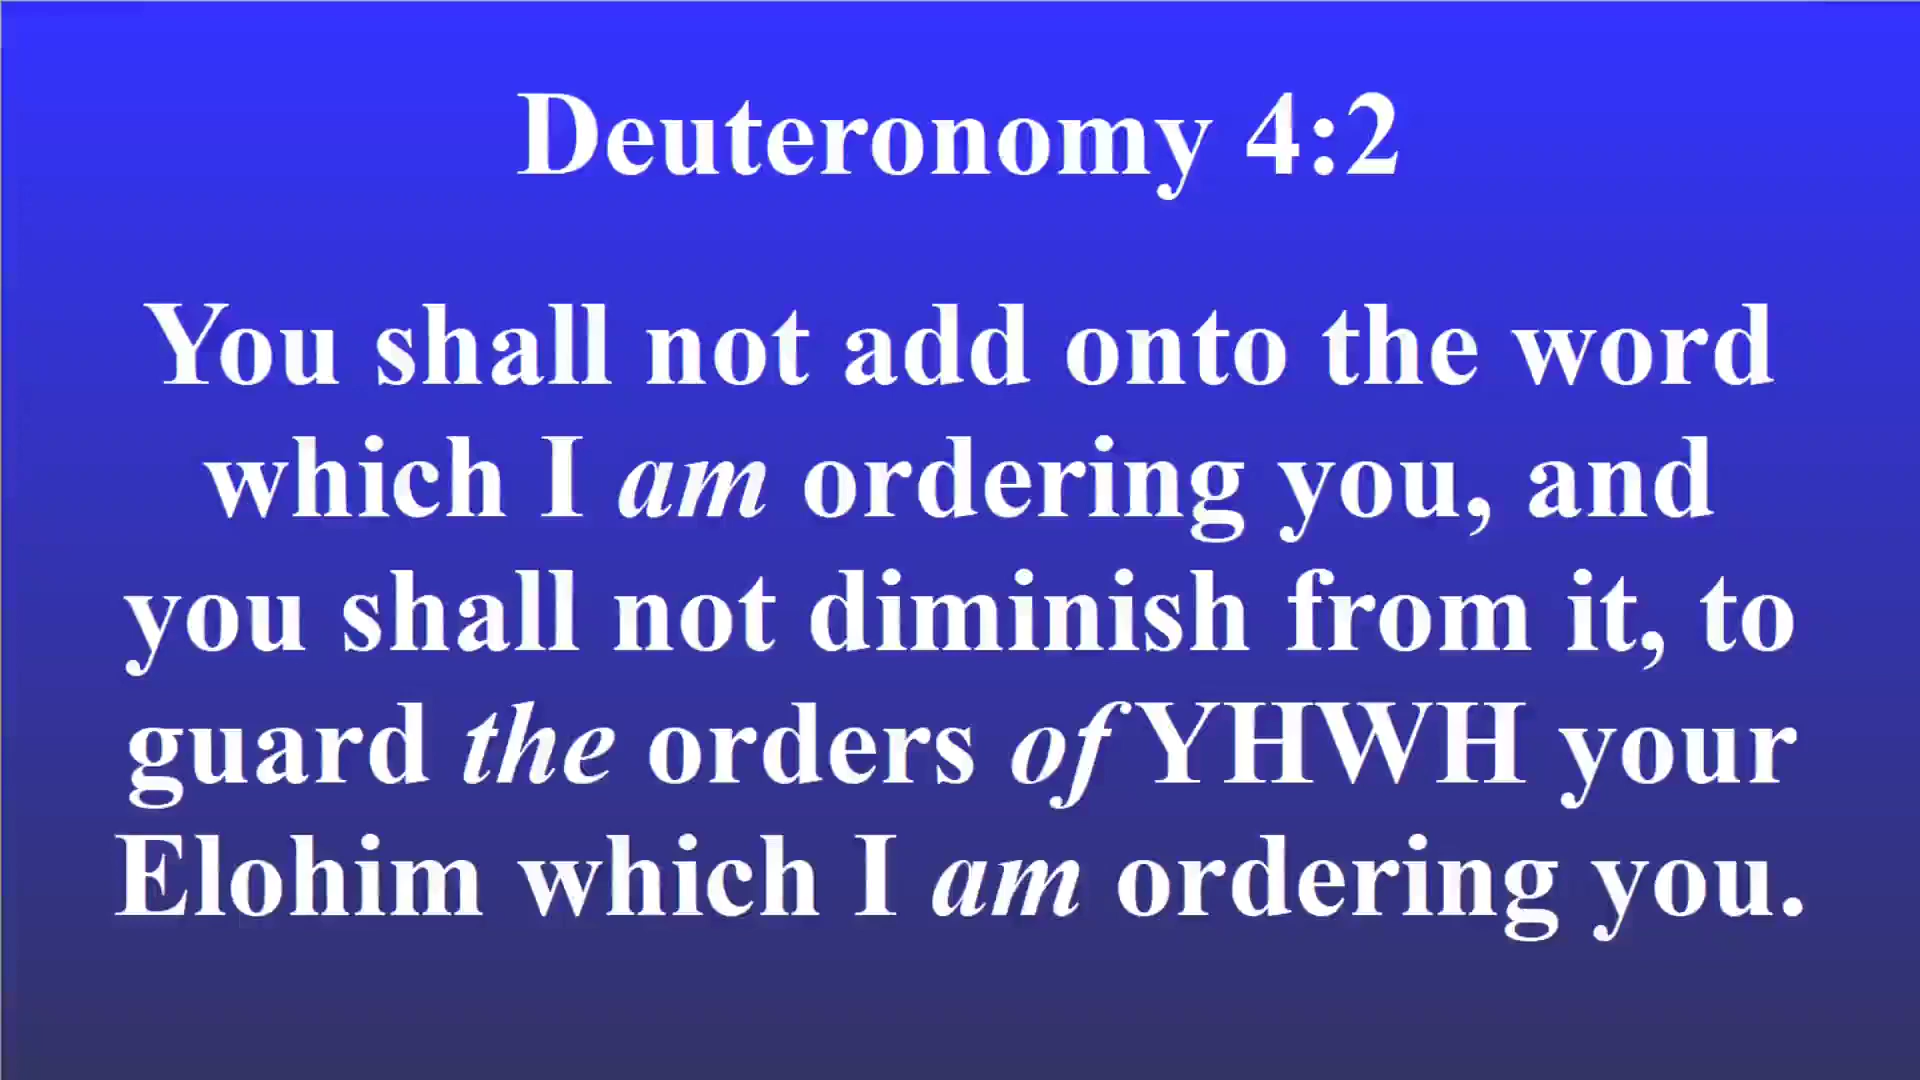 Deuteronomy 4:2
You shall not add onto the word
which I am ordering you, and
you shall not diminish from it, to
guard the orders of YHWH your
Elohim which I am ordering you.